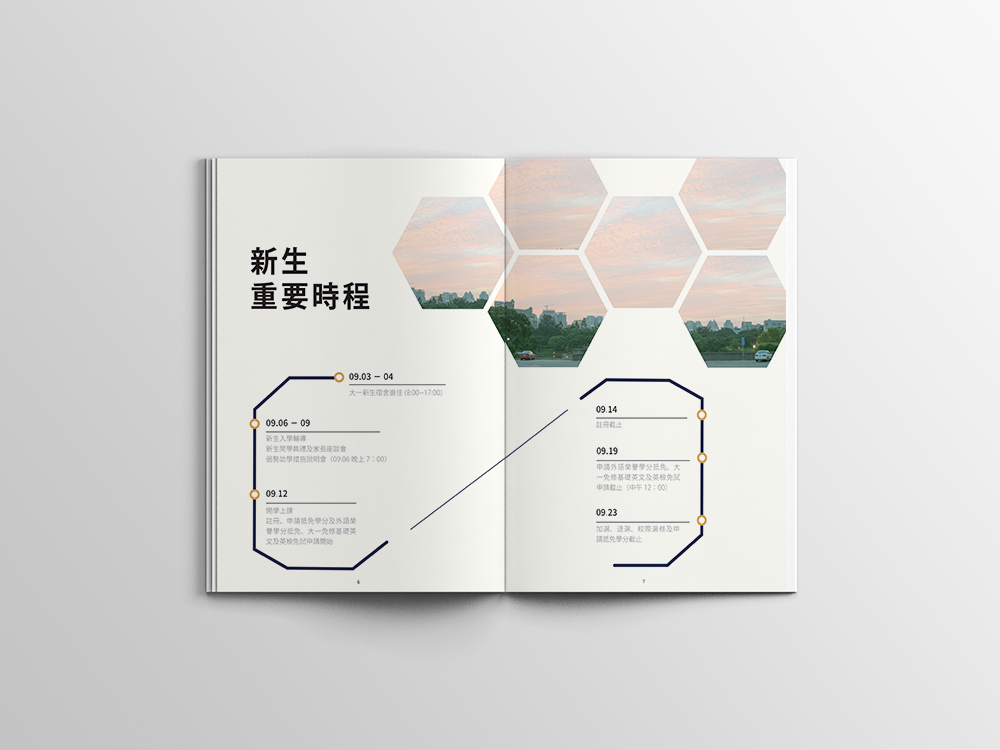 新生
重要時程
09.03 – 04
大一新生宿舍進住 (8:00~17:00)
09.06 – 09
新生入學輔導
新生開學典禮及家長座談會
弱勢助學措施說明會（09.06 晚上 7：00）
09.12
開學上課
註冊、申請抵免學分及外語榮
譽學分抵免、大一免修基礎英
文及英檢免試申請開始
6
09.14
註冊截止
09.19
申請外語榮譽學分抵免、大
一免修基礎英文及英檢免試
申請截止（中午 12：00）
09.23
加選、逕選、校際選修及申
請抵免學分截止
7